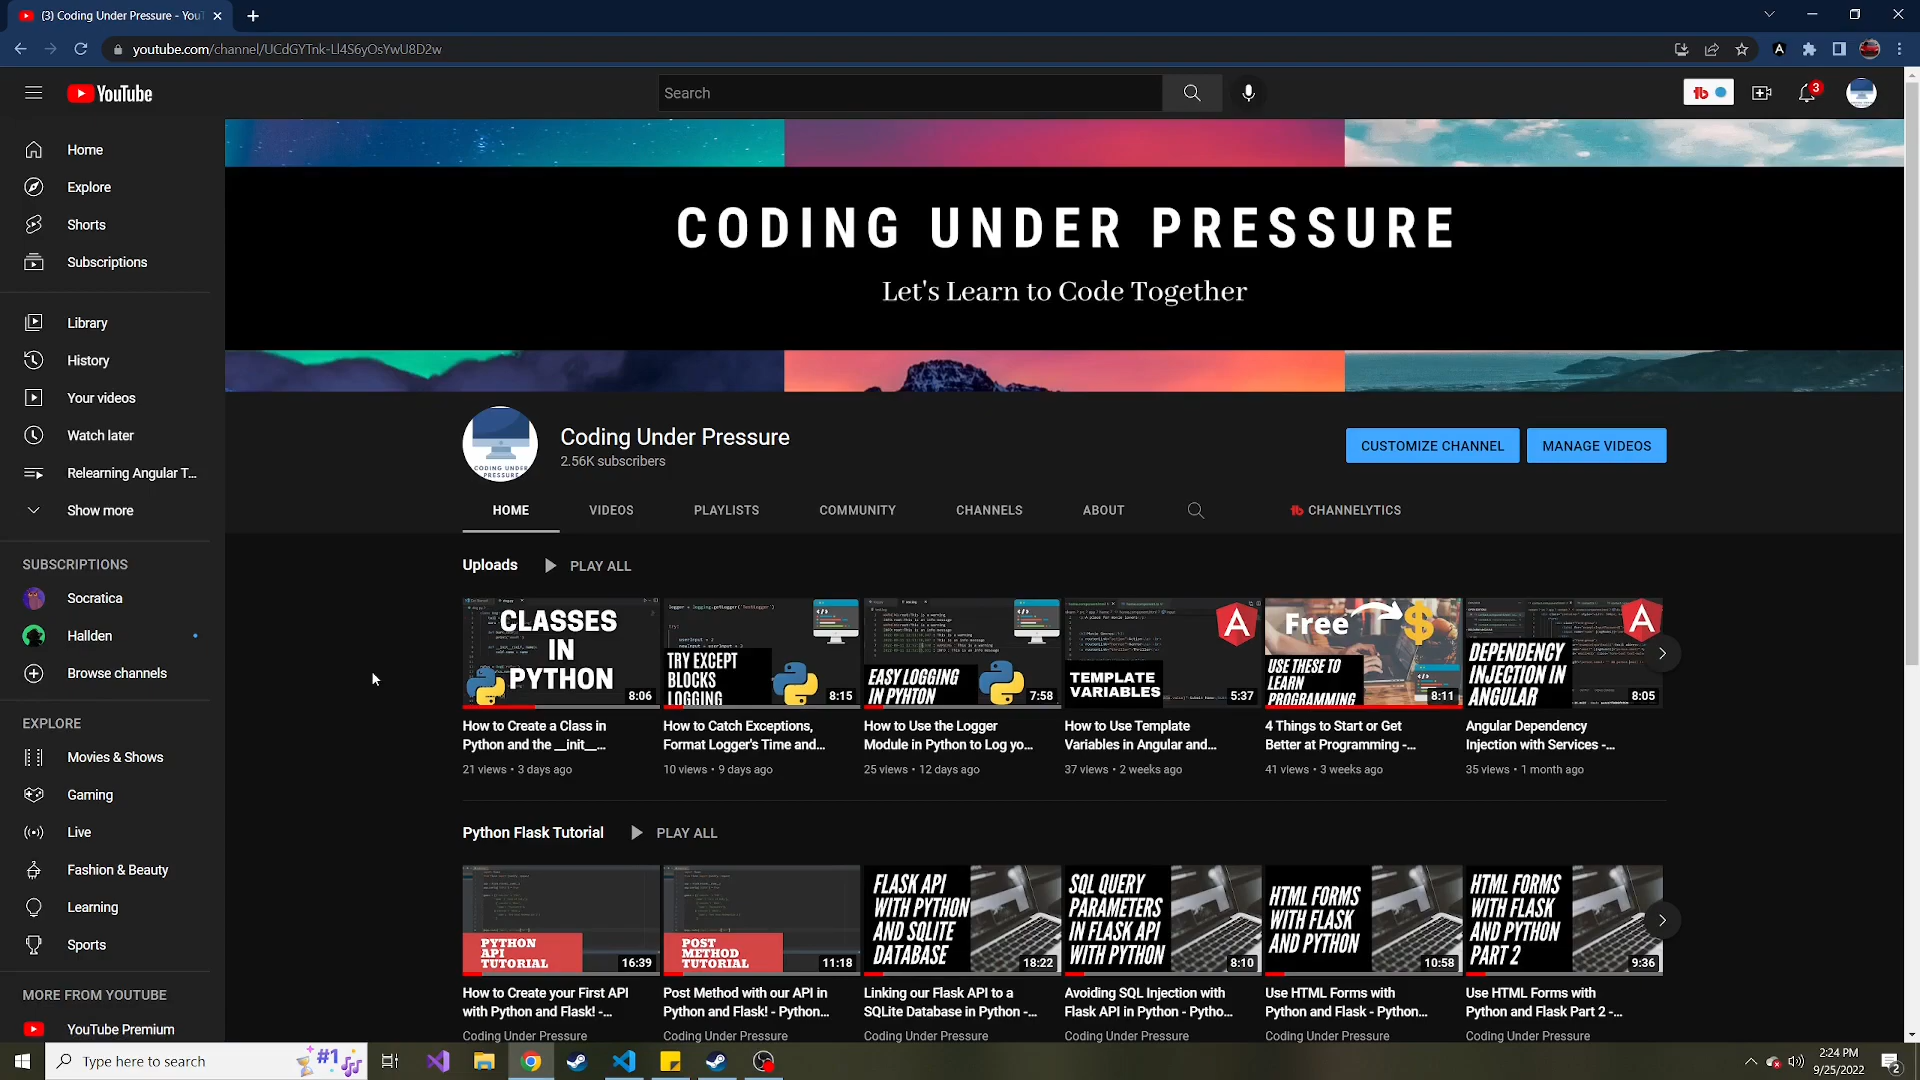 (3) Coding Under Pressure - You
youtube.com/channel/UCdGYTnk-Ll4S6yOsYwU8D2w
YouTube
Search
3
Home
Explore
Shorts
Subscriptions
Library
History
Your videos
Watch later
Relearning Angular T...
Show more
SUBSCRIPTIONS
Socratica
Hallden
Browse channels
EXPLORE
Movies & Shows
Gaming
Live
Fashion & Beauty
Learning
Sports
MORE FROM YOUTUBE
YouTube Premium
CODING UNDER PRESSURE
Let's Learn to Code Together
CODING UNDER
PRESSURE
Coding Under Pressure
2.56K subscribers
CUSTOMIZE CHANNEL
MANAGE VIDEOS
HOME
VIDEOS
PLAYLISTS
COMMUNITY
CHANNELS
ABOUT
CHANNELYTICS
Uploads
PLAY ALL
CLASSES
IN
PYTHON
8:06
How to Create a Class in
Python and the __init__...
21 views • 3 days ago
TRY EXCEPT
BLOCKS
LOGGING
8:15
How to Catch Exceptions,
Format Logger's Time and...
10 views • 9 days ago
EASY LOGGING
IN PYHTON
7:58
How to Use the Logger
Module in Python to Log yo...
25 views • 12 days ago
TEMPLATE
VARIABLES
5:37
How to Use Template
Variables in Angular and...
37 views • 2 weeks ago
Free
USE THESE TO
LEARN
PROGRAMMING
8:11
4 Things to Start or Get
Better at Programming -...
41 views • 3 weeks ago
DEPENDENCY
INJECTION IN
ANGULAR
8:05
Angular Dependency
Injection with Services -...
35 views • 1 month ago
Python Flask Tutorial
PLAY ALL
PYTHON
API
TUTORIAL
16:39
How to Create your First API
with Python and Flask! -...
Coding Under Pressure
POST
METHOD
TUTORIAL
11:18
Post Method with our API in
Python and Flask! - Python...
Coding Under Pressure
FLASK API
WITH PYTHON
AND SQLITE
DATABASE
18:22
Linking our Flask API to a
SQLite Database in Python -...
Coding Under Pressure
SQL QUERY
PARAMETERS
IN FLASK API
WITH PYTHON
8:10
Avoiding SQL Injection with
Flask API in Python - Pytho...
Coding Under Pressure
HTML FORMS
WITH FLASK
AND PYTHON
10:58
Use HTML Forms with
Python and Flask - Python...
Coding Under Pressure
HTML FORMS
WITH FLASK
AND PYTHON
PART 2
9:36
Use HTML Forms with
Python and Flask Part 2 -...
Coding Under Pressure
Type here to search
#1
2:24 PM
9/25/2022
2